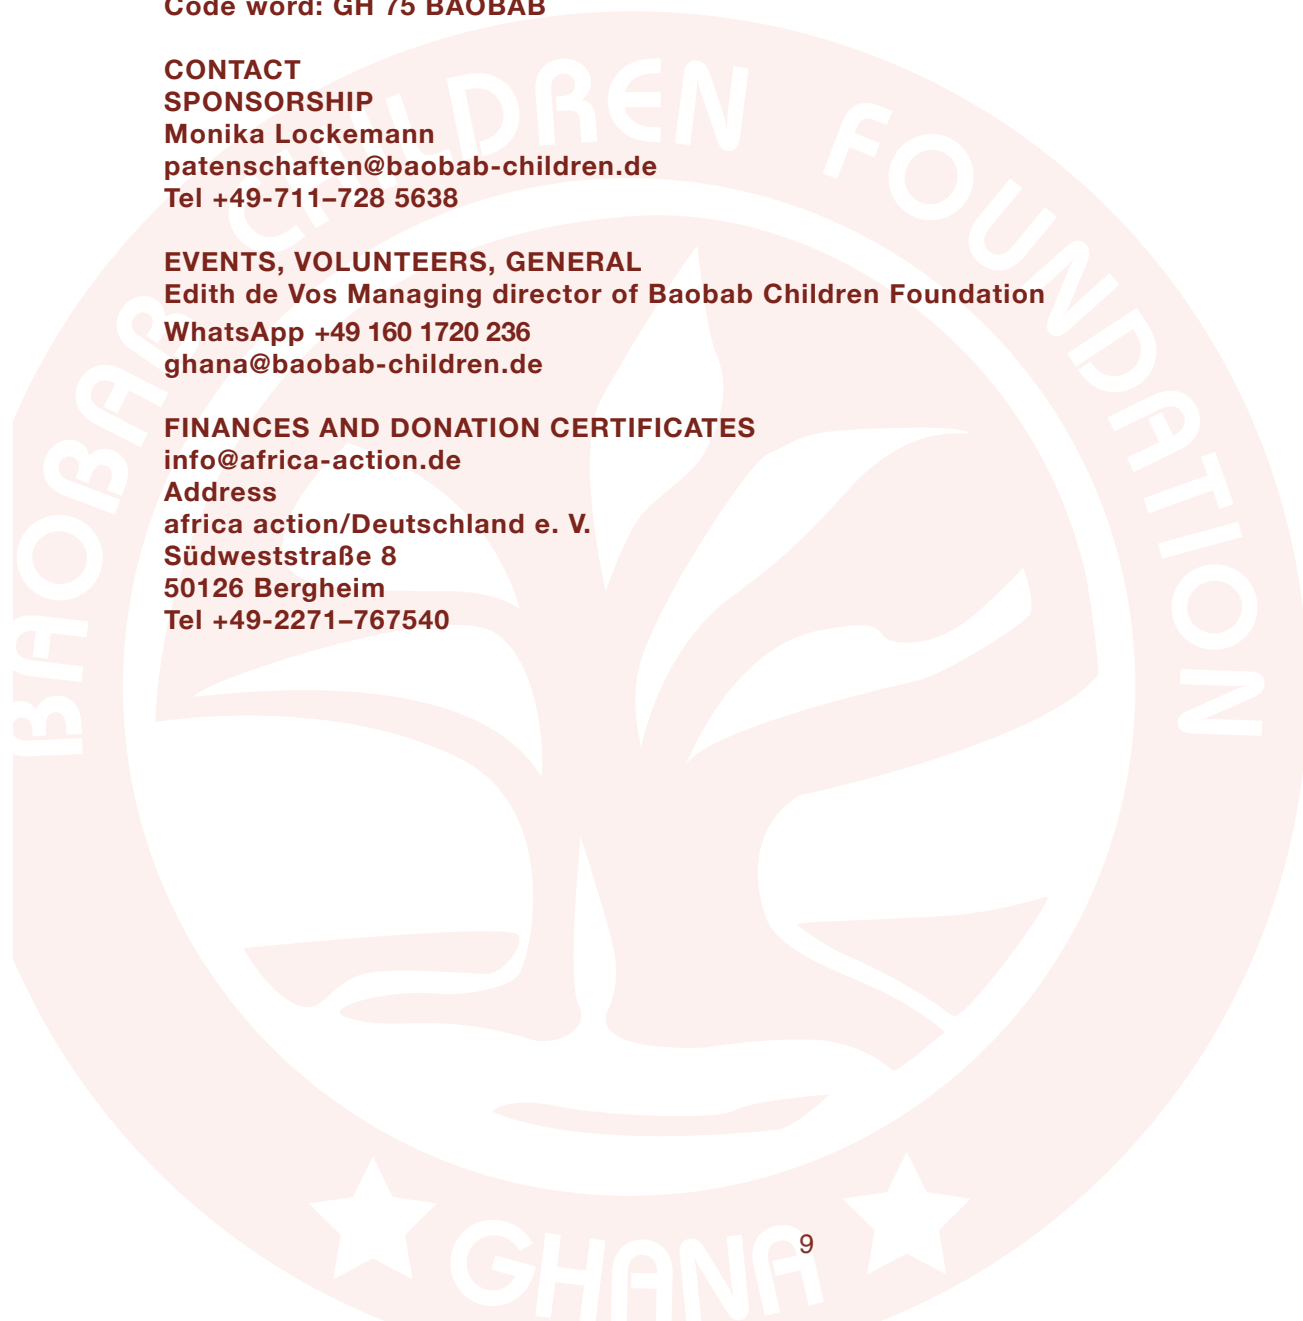 Code word: GH 75 BAOBAB
CONTACT
SPONSORSHIP
Monika Lockemann
patenschaften@baobab-children.de
Tel +49-711–728 5638
EVENTS, VOLUNTEERS, GENERAL
Edith de Vos Managing director of Baobab Children Foundation
WhatsApp +49 160 1720 236
ghana@baobab-children.de
FINANCES AND DONATION CERTIFICATES
info@africa-action.de
Address
africa action/Deutschland e. V.
Südweststraße 8
50126 Bergheim
Tel +49-2271–767540
BAOBAB CHILDREN FOUNDATION
GHANA
9